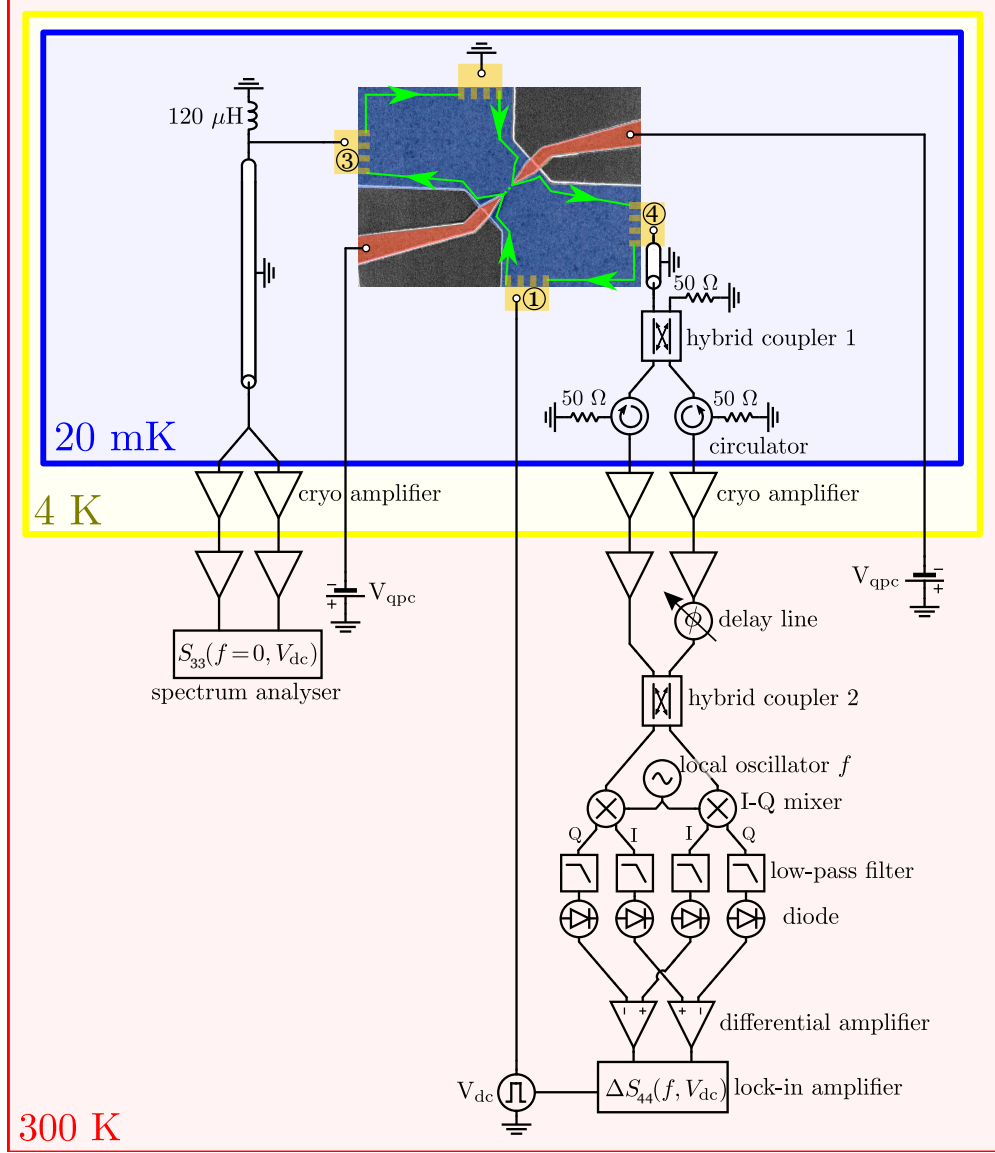 120 μH
③
④
①
50 Ω
hybrid coupler 1
50 Ω
50 Ω
circulator
20 mK
cryo amplifier
cryo amplifier
4 K
− + V_qpc
V_qpc − +
ϕ delay line
S_33(f=0, V_dc)
spectrum analyser
hybrid coupler 2
local oscillator f
I-Q mixer
Q I I Q
low-pass filter
diode
− + + −
differential amplifier
V_dc
ΔS_44(f, V_dc) lock-in amplifier
300 K